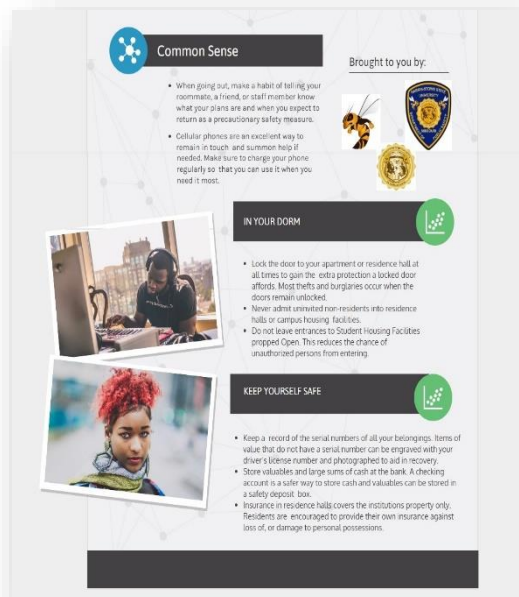 Common Sense
Brought to you by:
• When going out, make a habit of telling your
roommate, a friend, or staff member know
what your plans are and when you expect to
return as a precautionary safety measure.
• Cellular phones are an excellent way to
remain in touch and summon help if
needed. Make sure to charge your phone
regularly so that you can use it when you
need it most.
IN YOUR DORM
• Lock the door to your apartment or residence hall at
all times to gain the extra protection a locked door
affords. Most thefts and burglaries occur when the
doors remain unlocked.
• Never admit uninvited non-residents into residence
halls or campus housing facilities.
• Do not leave entrances to Student Housing Facilities
propped Open. This reduces the chance of
unauthorized persons from entering.
KEEP YOURSELF SAFE
• Keep a record of the serial numbers of all your belongings. Items of
value that do not have a serial number can be engraved with your
driver's license number and photographed to aid in recovery.
• Store valuables and large sums of cash at the bank. A checking
account is a safer way to store cash and valuables can be stored in
a safety deposit box.
• Insurance in residence halls covers the institutions property only.
Residents are encouraged to provide their own insurance against
loss of, or damage to personal possessions.